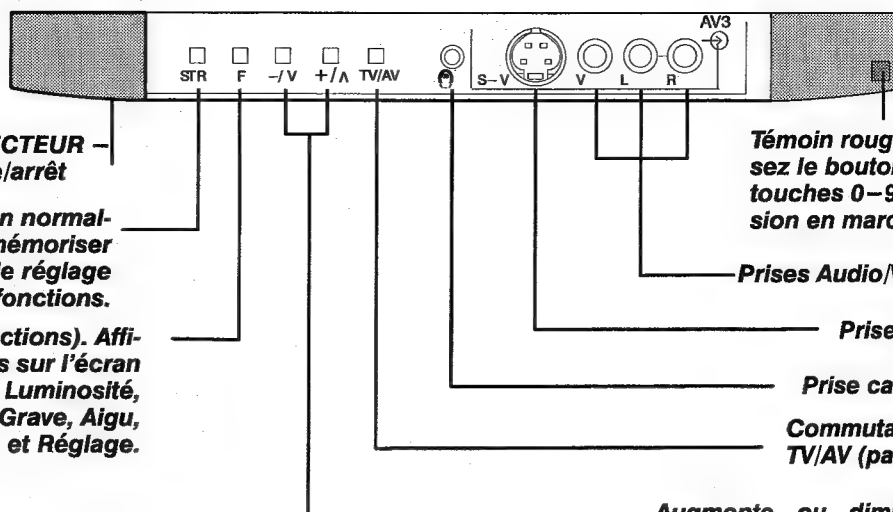 AV3
STR F –/∨ +/∧ TV/AV S–V V L R
CTEUR –
/arrêt
n normal-
mémoriser
le réglage
fonctions.
ctions). Affi-
s sur l'écran
Luminosité,
Grave, Aigu,
et Réglage.
Témoin roug
sez le bouto
touches 0–9
sion en marc
Prises Audio/
Prise
Prise ca
Commuta
TV/AV (pa
Augmente ou dim